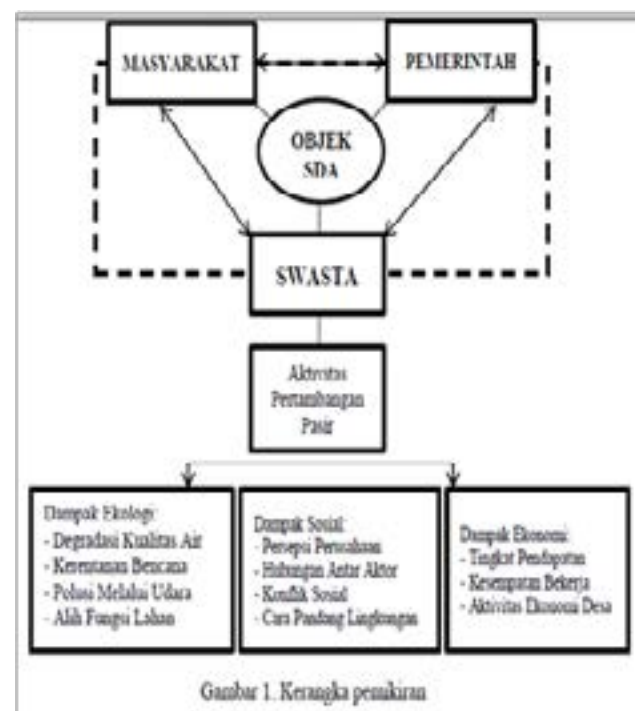 MASYARAKAT
PEMERINTAH
OBJEK
SDA
SWASTA
Aktivitas
Pertambangan
Pasir
Dampak Ekologi:
- Degradasi Kualitas Air
- Kerentanan Bencana
- Polusi Melalui Udara
- Alih Fungsi Lahan
Dampak Sosial:
- Persepsi Perusahaan
- Hubungan Antar Aktor
- Konflik Sosial
- Cara Pandang Lingkungan
Dampak Ekonomi:
- Tingkat Pendapatan
- Kesempatan Bekerja
- Aktivitas Ekonomi Desa
Gambar 1. Kerangka pemikiran